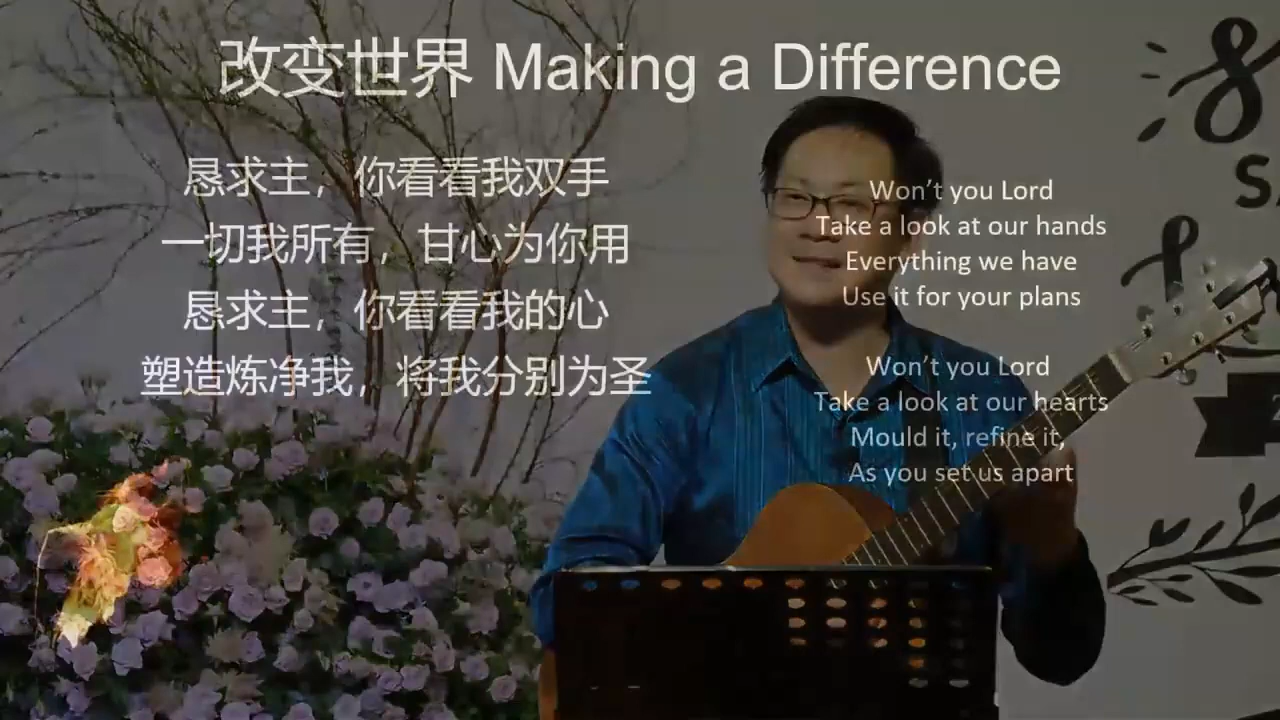 改变世界 Making a Difference
恳求主，你看看我双手
一切我所有，甘心为你用
恳求主，你看看我的心
塑造炼净我，将我分别为圣
Won’t you Lord
Take a look at our hands
Everything we have
Use it for your plans
Won’t you Lord
Take a look at our hearts
Mould it, refine it,
As you set us apart